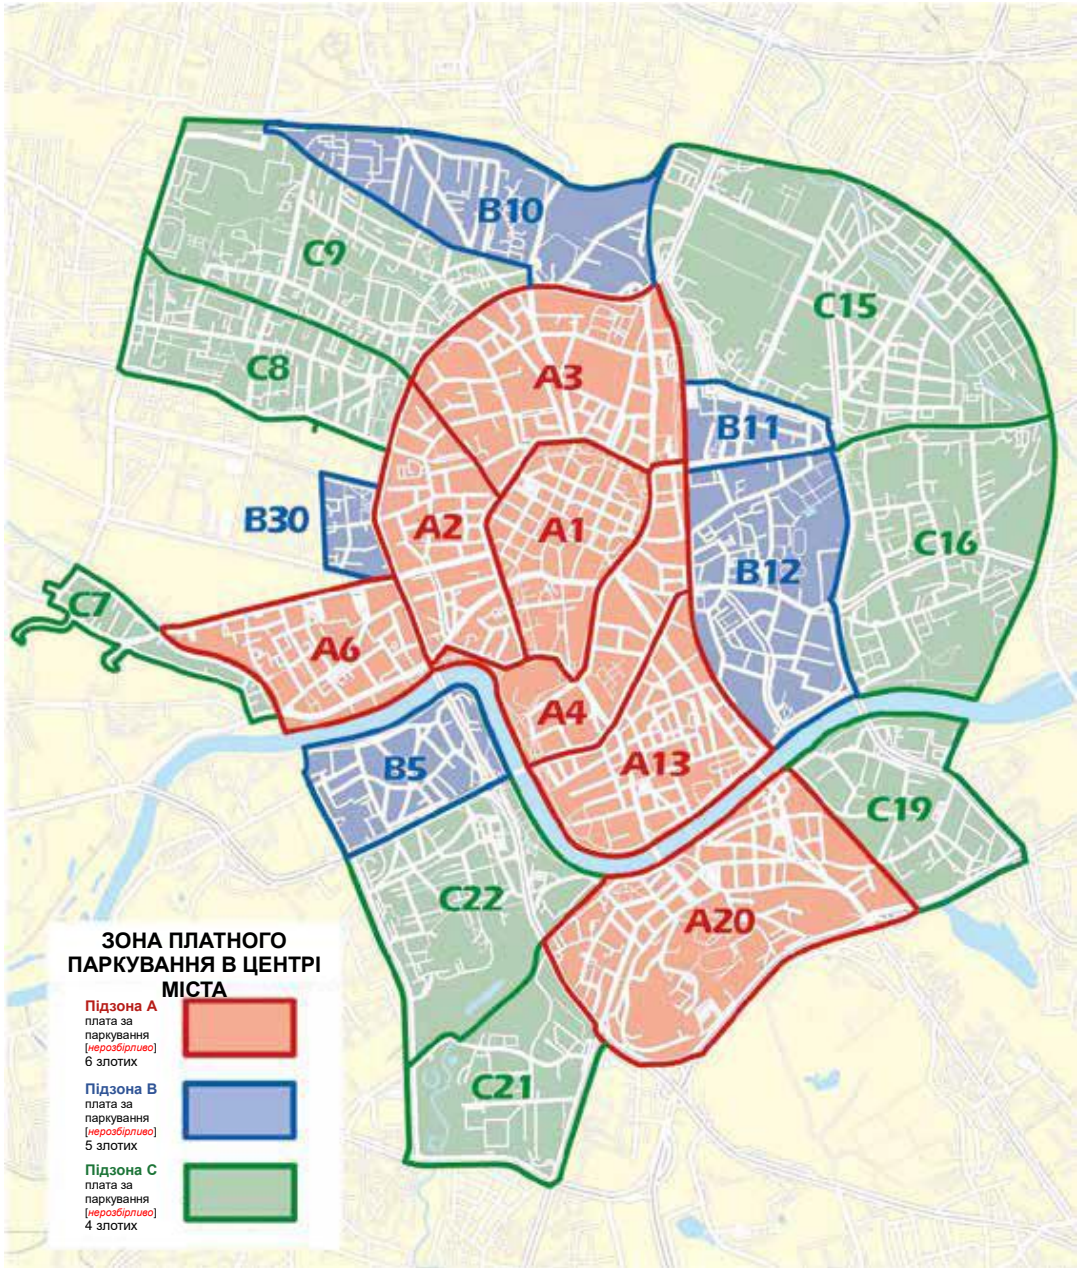 B10
C9
C15
C8
A3
B11
B30
A2
A1
C16
B12
C7
A6
A4
B5
A13
C19
C22
A20
C21
ЗОНА ПЛАТНОГО
ПАРКУВАННЯ В ЦЕНТРІ
МІСТА
Підзона А
плата за
паркування
[нерозбірливо]
6 злотих
Підзона В
плата за
паркування
[нерозбірливо]
5 злотих
Підзона С
плата за
паркування
[нерозбірливо]
4 злотих